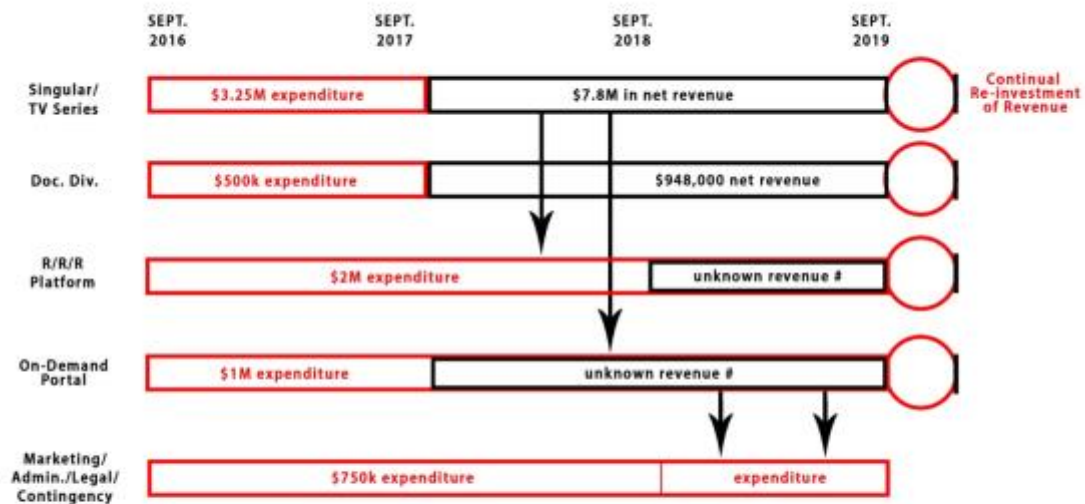 SEPT. 2016
SEPT. 2017
SEPT. 2018
SEPT. 2019
Singular/
TV Series
$3.25M expenditure
$7.8M in net revenue
Continual
Re-investment
of Revenue
Doc. Div.
$500k expenditure
$948,000 net revenue
R/R/R
Platform
$2M expenditure
unknown revenue #
On-Demand
Portal
$1M expenditure
unknown revenue #
Marketing/
Admin./Legal/
Contingency
$750k expenditure
expenditure